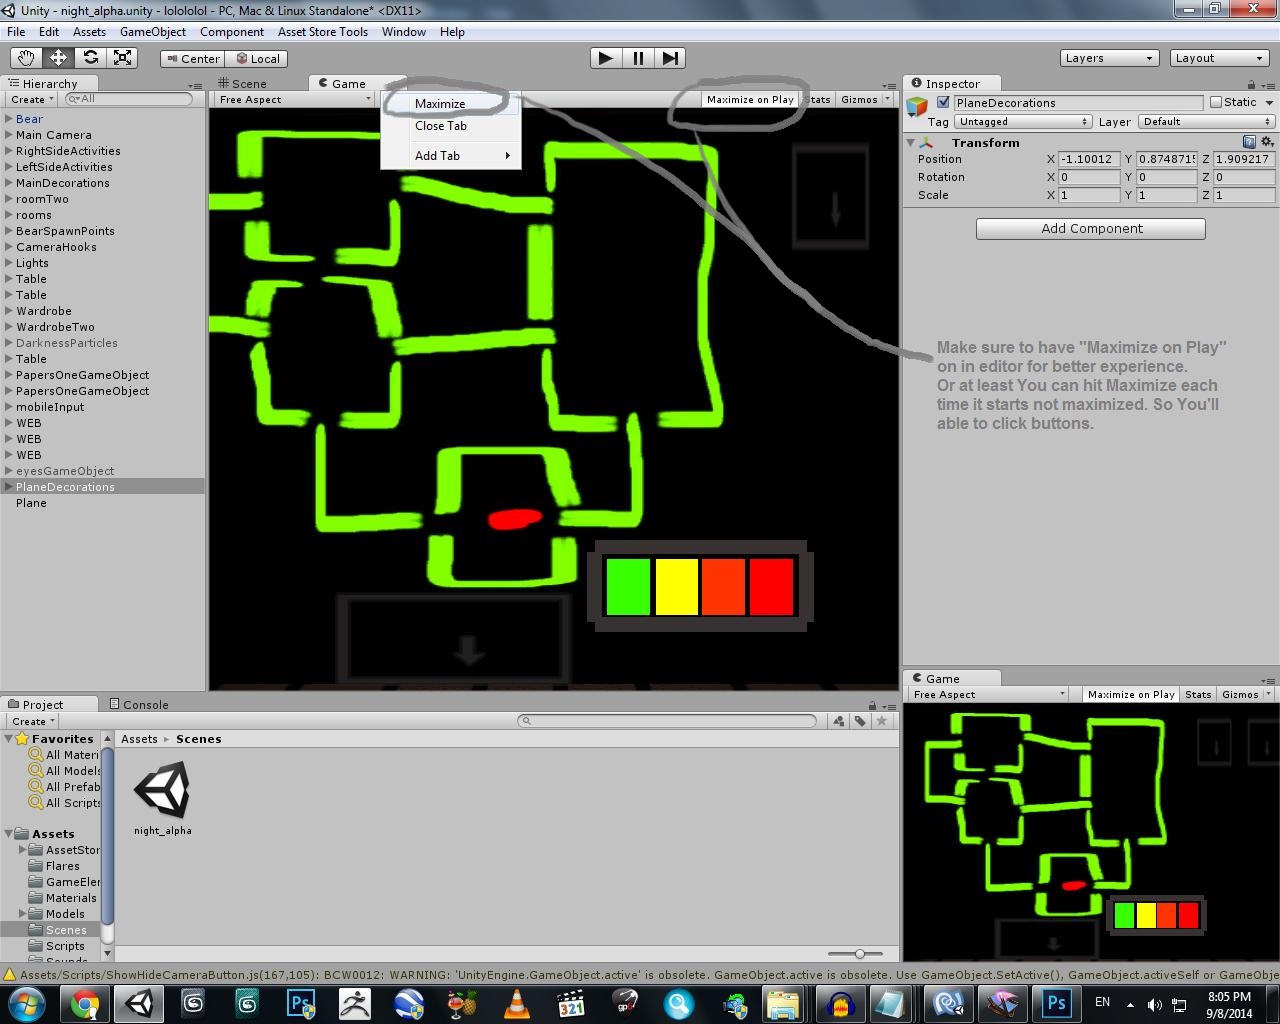 Unity - night_alpha.unity - lolololol - PC, Mac & Linux Standalone* <DX11>
File Edit Assets GameObject Component Asset Store Tools Window Help
Center Local
Layers Layout
Hierarchy
Create All
Bear
Main Camera
RightSideActivities
LeftSideActivities
MainDecorations
roomTwo
rooms
BearSpawnPoints
CameraHooks
Lights
Table
Table
Wardrobe
WardrobeTwo
DarknessParticles
Table
PapersOneGameObject
PapersOneGameObject
mobileInput
WEB
WEB
WEB
eyesGameObject
PlaneDecorations
Plane
Scene Game
Free Aspect Maximize on Play Stats Gizmos
Maximize
Close Tab
Add Tab
Inspector
PlaneDecorations Static
Tag Untagged Layer Default
Transform
Position X -1.10012 Y 0.8748715 Z 1.909217
Rotation X 0 Y 0 Z 0
Scale X 1 Y 1 Z 1
Add Component
Make sure to have "Maximize on Play"
on in editor for better experience.
Or at least You can hit Maximize each
time it starts not maximized. So You'll
able to click buttons.
Game
Free Aspect Maximize on Play Stats Gizmos
Project Console
Create
Favorites
All Materi
All Models
All Prefab
All Scripts
Assets
AssetStor
Flares
GameElem
Materials
Models
Scenes
Scripts
Sounds
Assets Scenes
night_alpha
Assets/Scripts/ShowHideCameraButton.js(167,105): BCW0012: WARNING: 'UnityEngine.GameObject.active' is obsolete. GameObject.active is obsolete. Use GameObject.SetActive(), GameObject.activeSelf or GameObje
321
EN
8:05 PM
9/8/2014